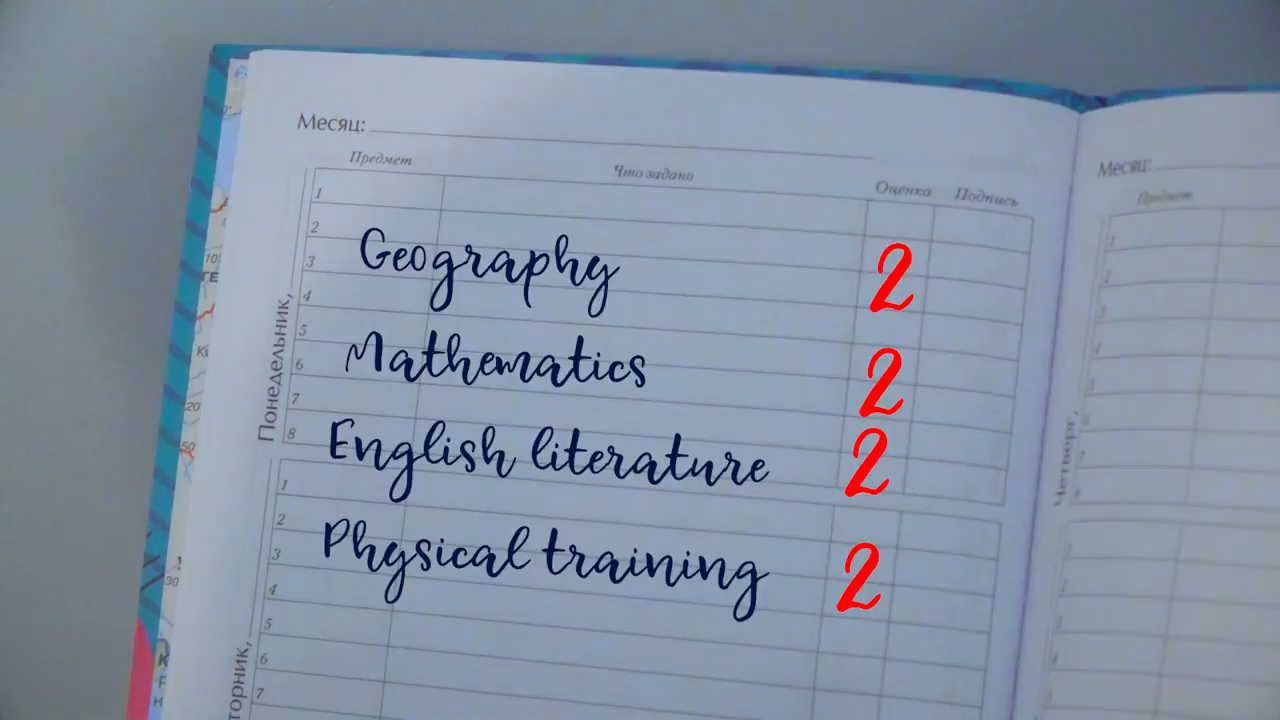 Месяц:
Предмет Что задано Оценка Подпись
Понедельник,
1
2
3
4
5
6
7
8
Geography 2
Mathematics 2
English literature 2
Physical training 2
1
2
3
4
5
6
7
торник,
Месяц:
Предмет
Четверг,